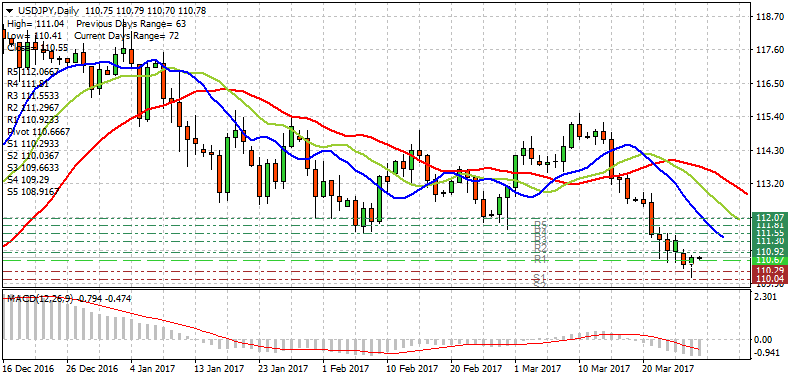 USDJPY,Daily 110.75 110.79 110.70 110.78
High= 111.04 Previous Days Range= 63
Low= 110.41 Current Days Range= 72
Close= 110.55
R5 112.0667
R4 111.81
R3 111.5533
R2 111.2967
R1 110.9233
Pivot 110.6667
S1 110.2933
S2 110.0367
S3 109.6633
S4 109.29
S5 108.9167
118.70
117.60
116.50
115.40
114.30
113.20
112.07
111.81
111.55
111.30
110.92
110.67
110.29
110.04
R5
R3
R2
R1
S1
S2
MACD(12,26,9) -0.794 -0.474
2.301
0.00
-0.941
16 Dec 2016
26 Dec 2016
4 Jan 2017
13 Jan 2017
23 Jan 2017
1 Feb 2017
10 Feb 2017
20 Feb 2017
1 Mar 2017
10 Mar 2017
20 Mar 2017